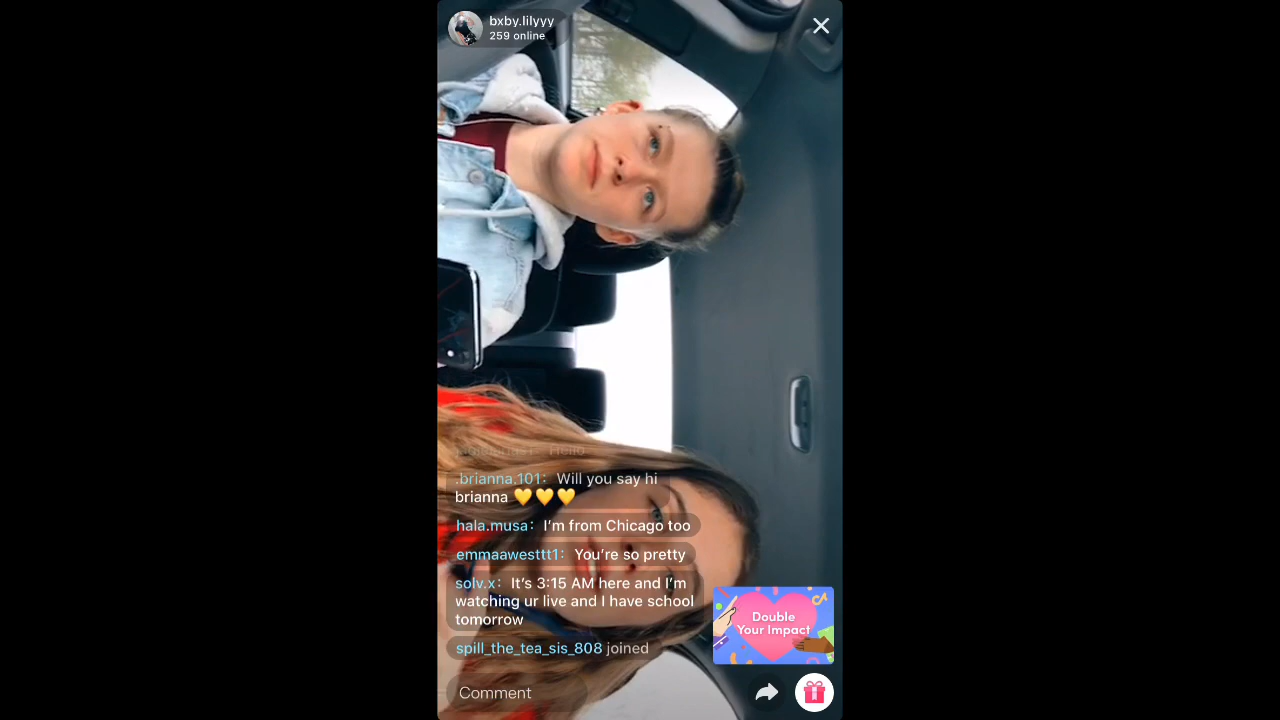 bxby.lilyyy
259 online
Hello
.brianna.101: Will you say hi
brianna 💛💛💛
hala.musa: I'm from Chicago too
emmaawesttt1: You're so pretty
solv.x: It's 3:15 AM here and I'm
watching ur live and I have school
tomorrow
spill_the_tea_sis_808 joined
Double
Your Impact
Comment